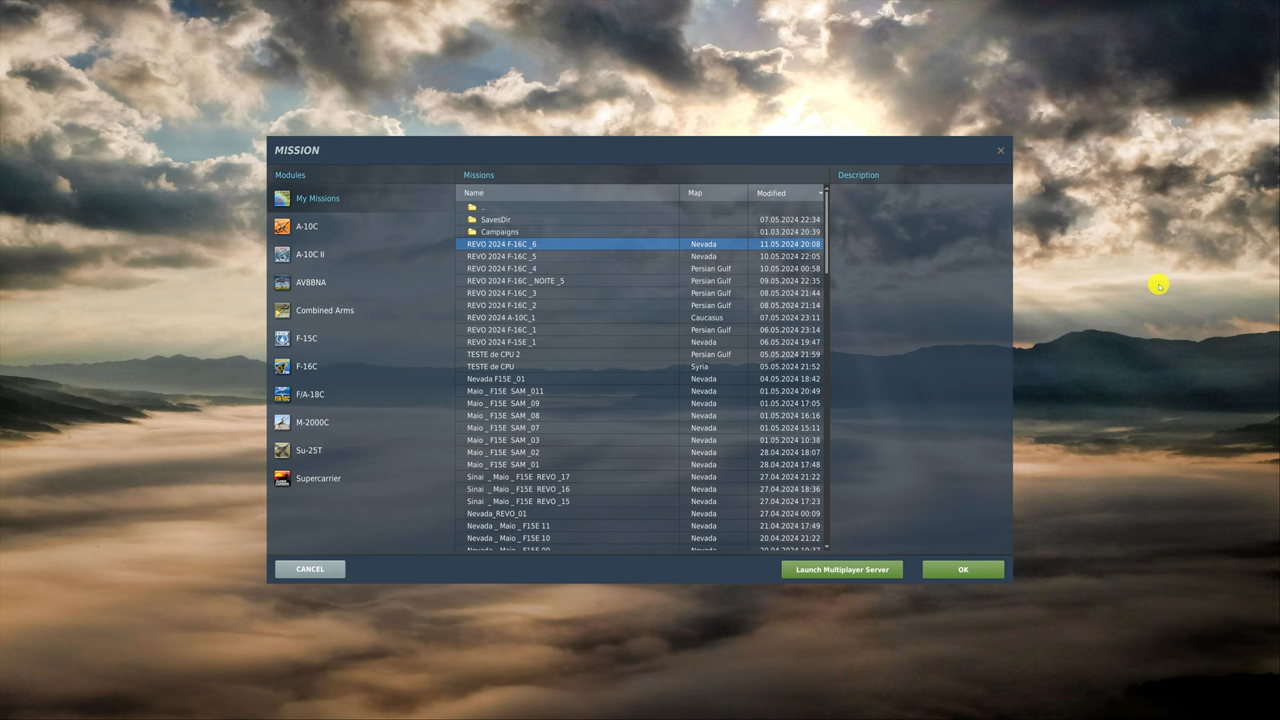 MISSION
Modules
My Missions
A-10C
A-10C II
AV8BNA
Combined Arms
F-15C
F-16C
F/A-18C
M-2000C
Su-25T
Supercarrier
Missions
Name Map Modified
..
SavesDir 07.05.2024 22:34
Campaigns 01.03.2024 20:39
REVO 2024 F-16C _6 Nevada 11.05.2024 20:08
REVO 2024 F-16C _5 Nevada 10.05.2024 22:05
REVO 2024 F-16C _4 Persian Gulf 10.05.2024 00:58
REVO 2024 F-16C _ NOITE _5 Persian Gulf 09.05.2024 22:35
REVO 2024 F-16C _3 Persian Gulf 08.05.2024 21:44
REVO 2024 F-16C _2 Persian Gulf 08.05.2024 21:14
REVO 2024 A-10C_1 Caucasus 07.05.2024 23:11
REVO 2024 F-16C _1 Persian Gulf 06.05.2024 23:14
REVO 2024 F-15E _1 Nevada 06.05.2024 19:47
TESTE de CPU 2 Persian Gulf 05.05.2024 21:59
TESTE de CPU Syria 05.05.2024 21:52
Nevada F15E _01 Nevada 04.05.2024 18:42
Maio _ F15E SAM _011 Nevada 01.05.2024 20:49
Maio _ F15E SAM _09 Nevada 01.05.2024 17:05
Maio _ F15E SAM _08 Nevada 01.05.2024 16:16
Maio _ F15E SAM _07 Nevada 01.05.2024 15:11
Maio _ F15E SAM _03 Nevada 01.05.2024 10:38
Maio _ F15E SAM _02 Nevada 28.04.2024 18:07
Maio _ F15E SAM _01 Nevada 28.04.2024 17:48
Sinai _ Maio _ F15E REVO _17 Nevada 27.04.2024 21:22
Sinai _ Maio _ F15E REVO _16 Nevada 27.04.2024 18:36
Sinai _ Maio _ F15E REVO _15 Nevada 27.04.2024 17:23
Nevada_REVO_01 Nevada 27.04.2024 00:09
Nevada _ Maio _ F15E 11 Nevada 21.04.2024 17:49
Nevada _ Maio _ F15E 10 Nevada 20.04.2024 21:22
Nevada _ Maio _ F15E 09 Nevada 20.04.2024 19:37
Description
CANCEL
Launch Multiplayer Server
OK